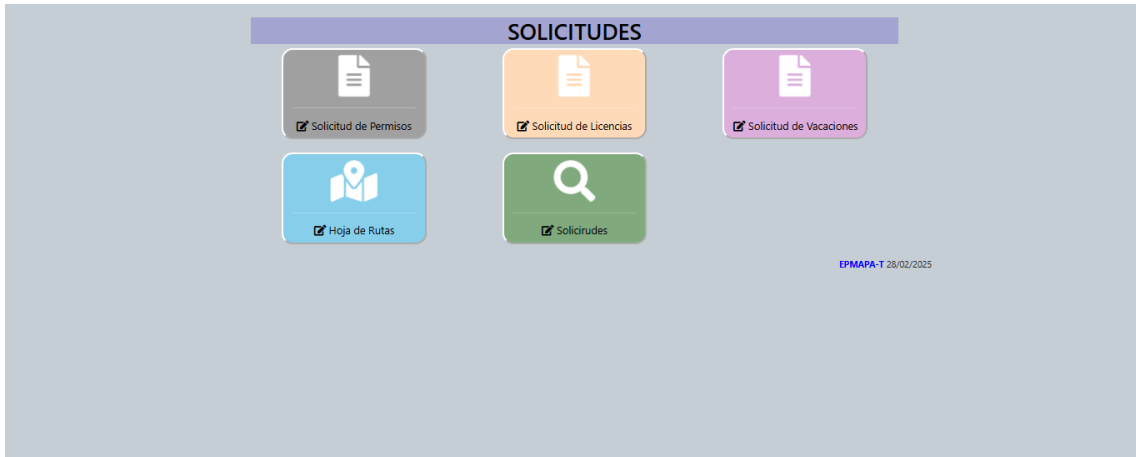 SOLICITUDES
Solicitud de Permisos
Solicitud de Licencias
Solicitud de Vacaciones
Hoja de Rutas
Solicirudes
EPMAPA-T 28/02/2025